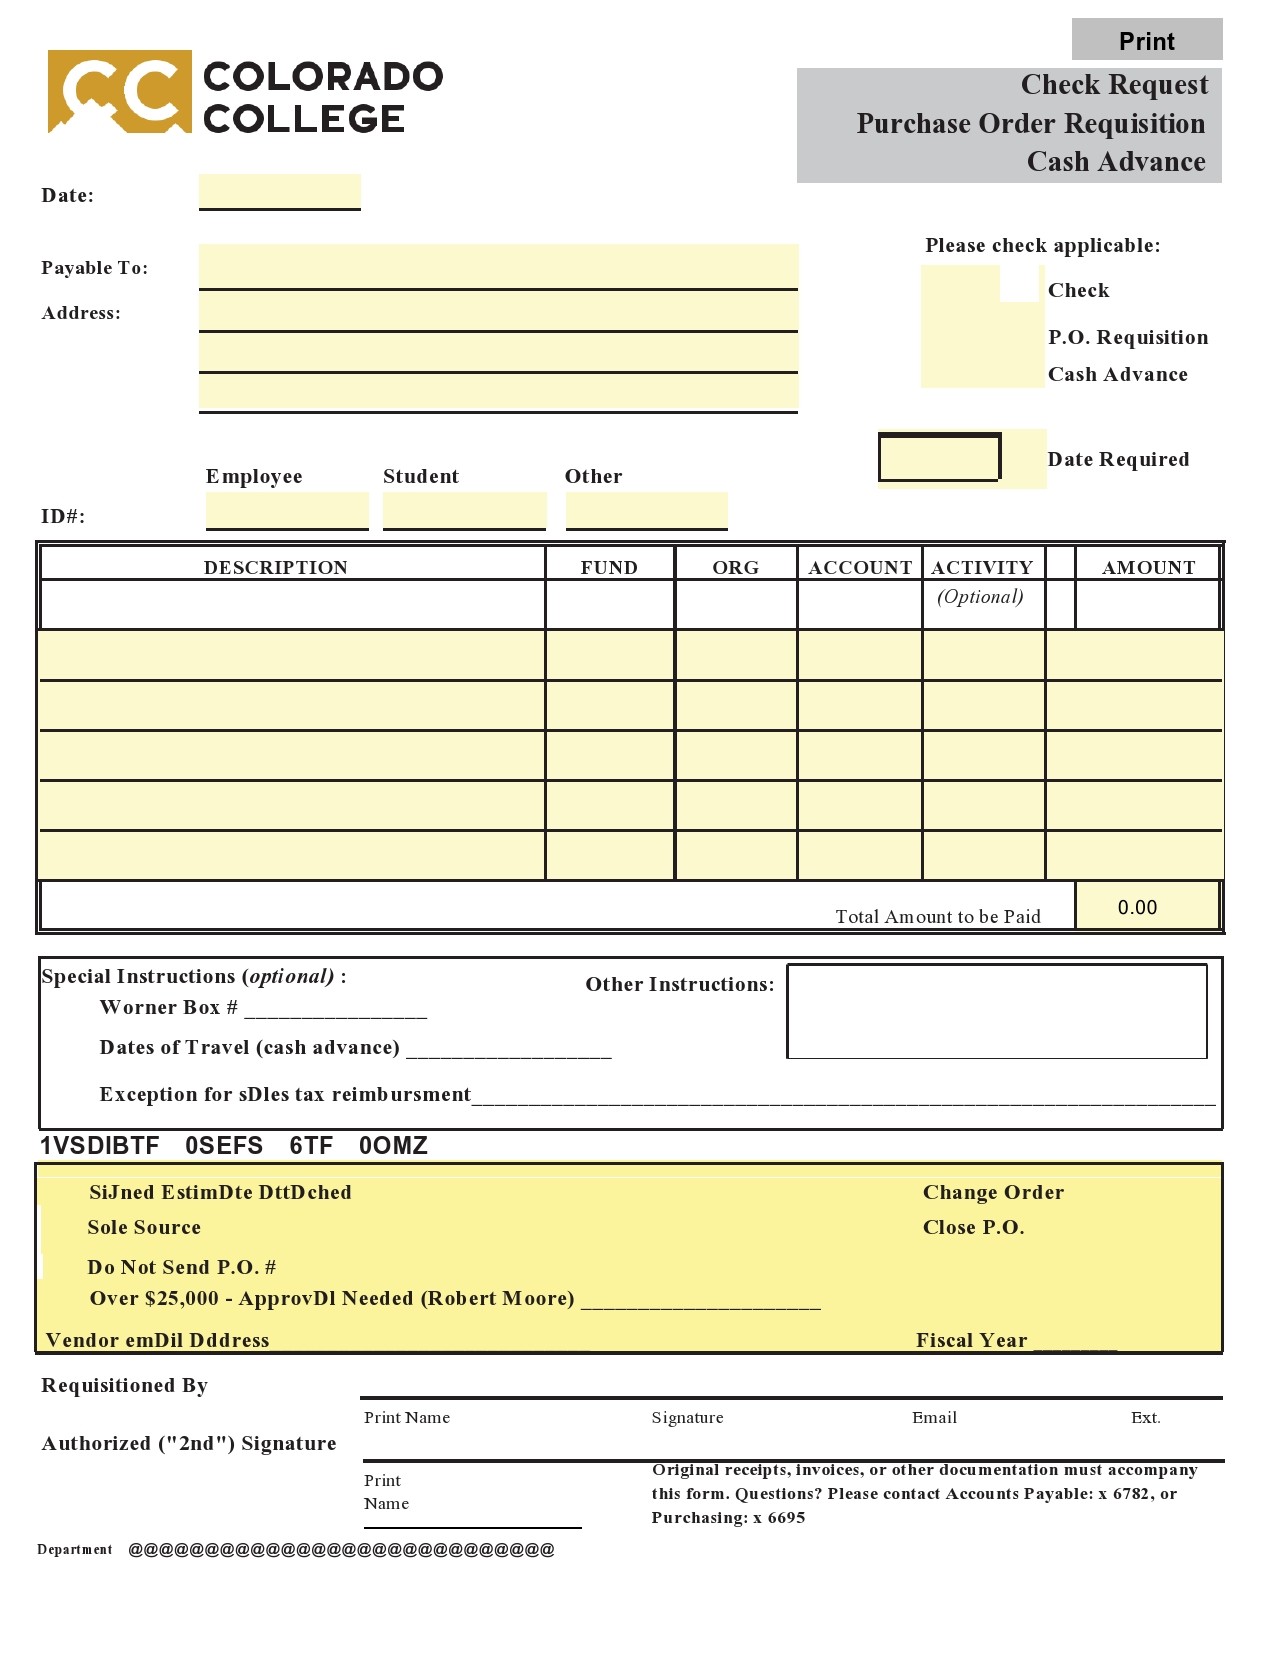 Print
COLORADO
COLLEGE
Check Request
Purchase Order Requisition
Cash Advance
Date:
Please check applicable:
Payable To:
Check
Address:
P.O. Requisition
Cash Advance
Date Required
Employee Student Other
ID#:
DESCRIPTION FUND ORG ACCOUNT ACTIVITY AMOUNT
(Optional)
Total Amount to be Paid 0.00
Special Instructions (optional) :
Other Instructions:
Worner Box # ________________
Dates of Travel (cash advance) __________________
Exception for sDles tax reimbursment_________________________________________________________________
1VSDIBTF 0SEFS 6TF 0OMZ
SiJned EstimDte DttDched Change Order
Sole Source Close P.O.
Do Not Send P.O. #
Over $25,000 - ApprovDl Needed (Robert Moore) _____________________
Vendor emDil Dddress____________________________ Fiscal Year ________
Requisitioned By
Print Name Signature Email Ext.
Authorized ("2nd") Signature
Print
Name
Original receipts, invoices, or other documentation must accompany
this form. Questions? Please contact Accounts Payable: x 6782, or
Purchasing: x 6695
Department @@@@@@@@@@@@@@@@@@@@@@@@@@@@